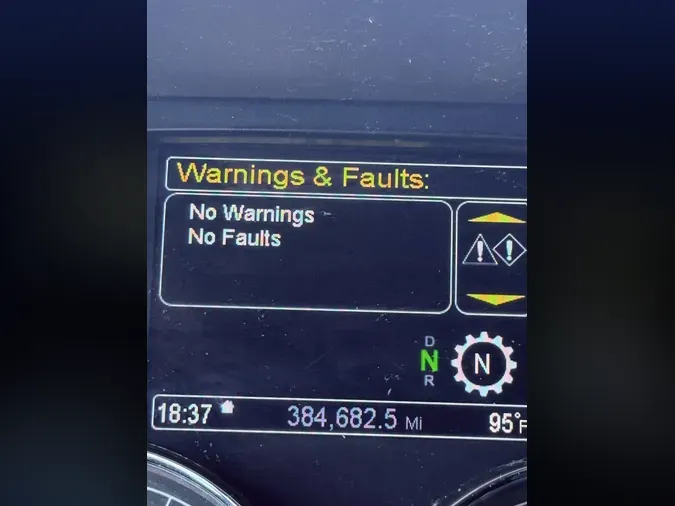 Warnings & Faults:
No Warnings
No Faults
D
N
R
N
18:37 384,682.5 Mi 95°F